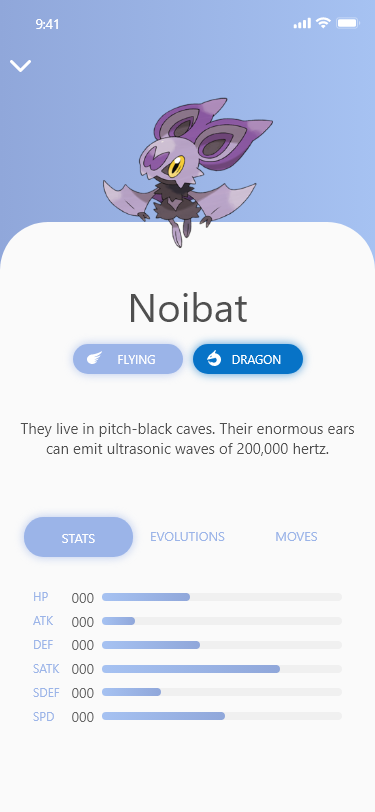 9:41
Noibat
FLYING DRAGON
They live in pitch-black caves. Their enormous ears
can emit ultrasonic waves of 200,000 hertz.
STATS EVOLUTIONS MOVES
HP 000
ATK 000
DEF 000
SATK 000
SDEF 000
SPD 000